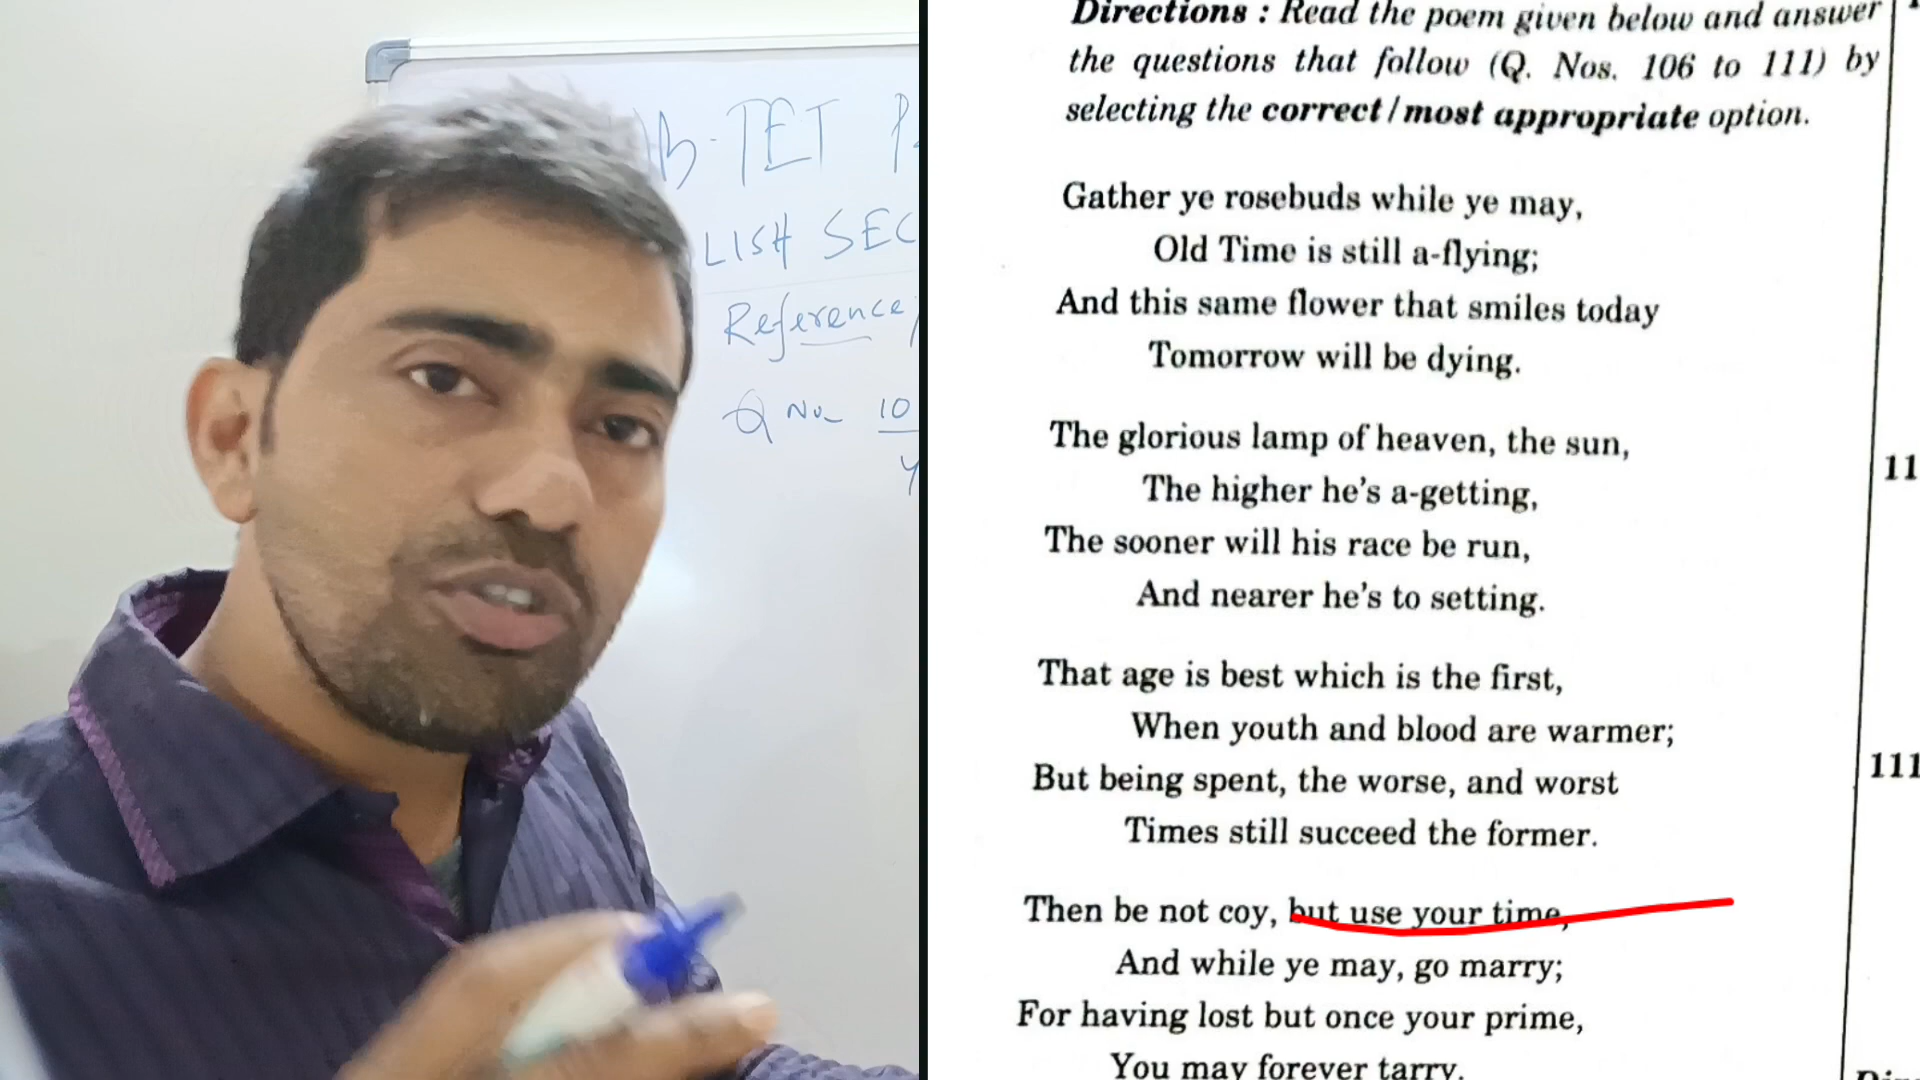 TET
LISH SEC
Reference
Q No 10
Directions : Read the poem given below and answer
the questions that follow (Q. Nos. 106 to 111) by
selecting the correct / most appropriate option.
Gather ye rosebuds while ye may,
Old Time is still a-flying;
And this same flower that smiles today
Tomorrow will be dying.
The glorious lamp of heaven, the sun,
The higher he's a-getting,
The sooner will his race be run,
And nearer he's to setting.
That age is best which is the first,
When youth and blood are warmer;
But being spent, the worse, and worst
Times still succeed the former.
Then be not coy, but use your time,
And while ye may, go marry;
For having lost but once your prime,
You may forever tarry.
11
111